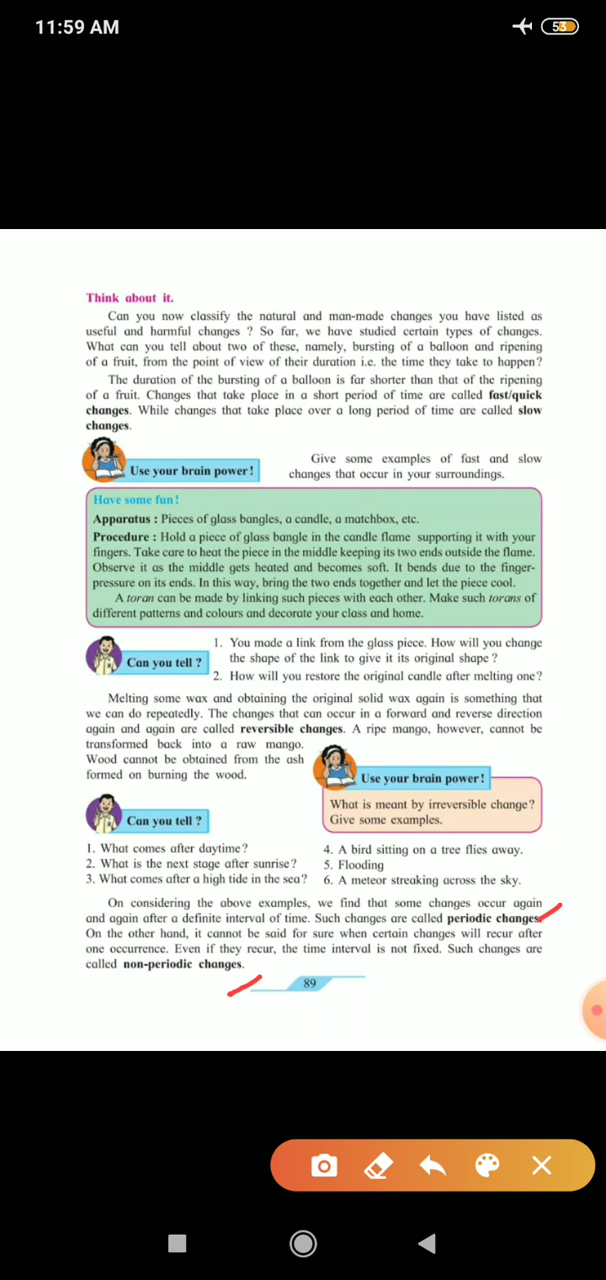 11:59 AM
53
Think about it.
Can you now classify the natural and man-made changes you have listed as
useful and harmful changes ? So far, we have studied certain types of changes.
What can you tell about two of these, namely, bursting of a balloon and ripening
of a fruit, from the point of view of their duration i.e. the time they take to happen?
The duration of the bursting of a balloon is far shorter than that of the ripening
of a fruit. Changes that take place in a short period of time are called fast/quick
changes. While changes that take place over a long period of time are called slow
changes.
Use your brain power !
Give some examples of fast and slow
changes that occur in your surroundings.
Have some fun !
Apparatus : Pieces of glass bangles, a candle, a matchbox, etc.
Procedure : Hold a piece of glass bangle in the candle flame supporting it with your
fingers. Take care to heat the piece in the middle keeping its two ends outside the flame.
Observe it as the middle gets heated and becomes soft. It bends due to the finger-
pressure on its ends. In this way, bring the two ends together and let the piece cool.
A toran can be made by linking such pieces with each other. Make such torans of
different patterns and colours and decorate your class and home.
Can you tell ?
1. You made a link from the glass piece. How will you change
the shape of the link to give it its original shape ?
2. How will you restore the original candle after melting one ?
Melting some wax and obtaining the original solid wax again is something that
we can do repeatedly. The changes that can occur in a forward and reverse direction
again and again are called reversible changes. A ripe mango, however, cannot be
transformed back into a raw mango.
Wood cannot be obtained from the ash
formed on burning the wood.
Use your brain power !
What is meant by irreversible change?
Give some examples.
Can you tell ?
1. What comes after daytime ?
2. What is the next stage after sunrise ?
3. What comes after a high tide in the sea ?
4. A bird sitting on a tree flies away.
5. Flooding
6. A meteor streaking across the sky.
On considering the above examples, we find that some changes occur again
and again after a definite interval of time. Such changes are called periodic changes.
On the other hand, it cannot be said for sure when certain changes will recur after
one occurrence. Even if they recur, the time interval is not fixed. Such changes are
called non-periodic changes.
89